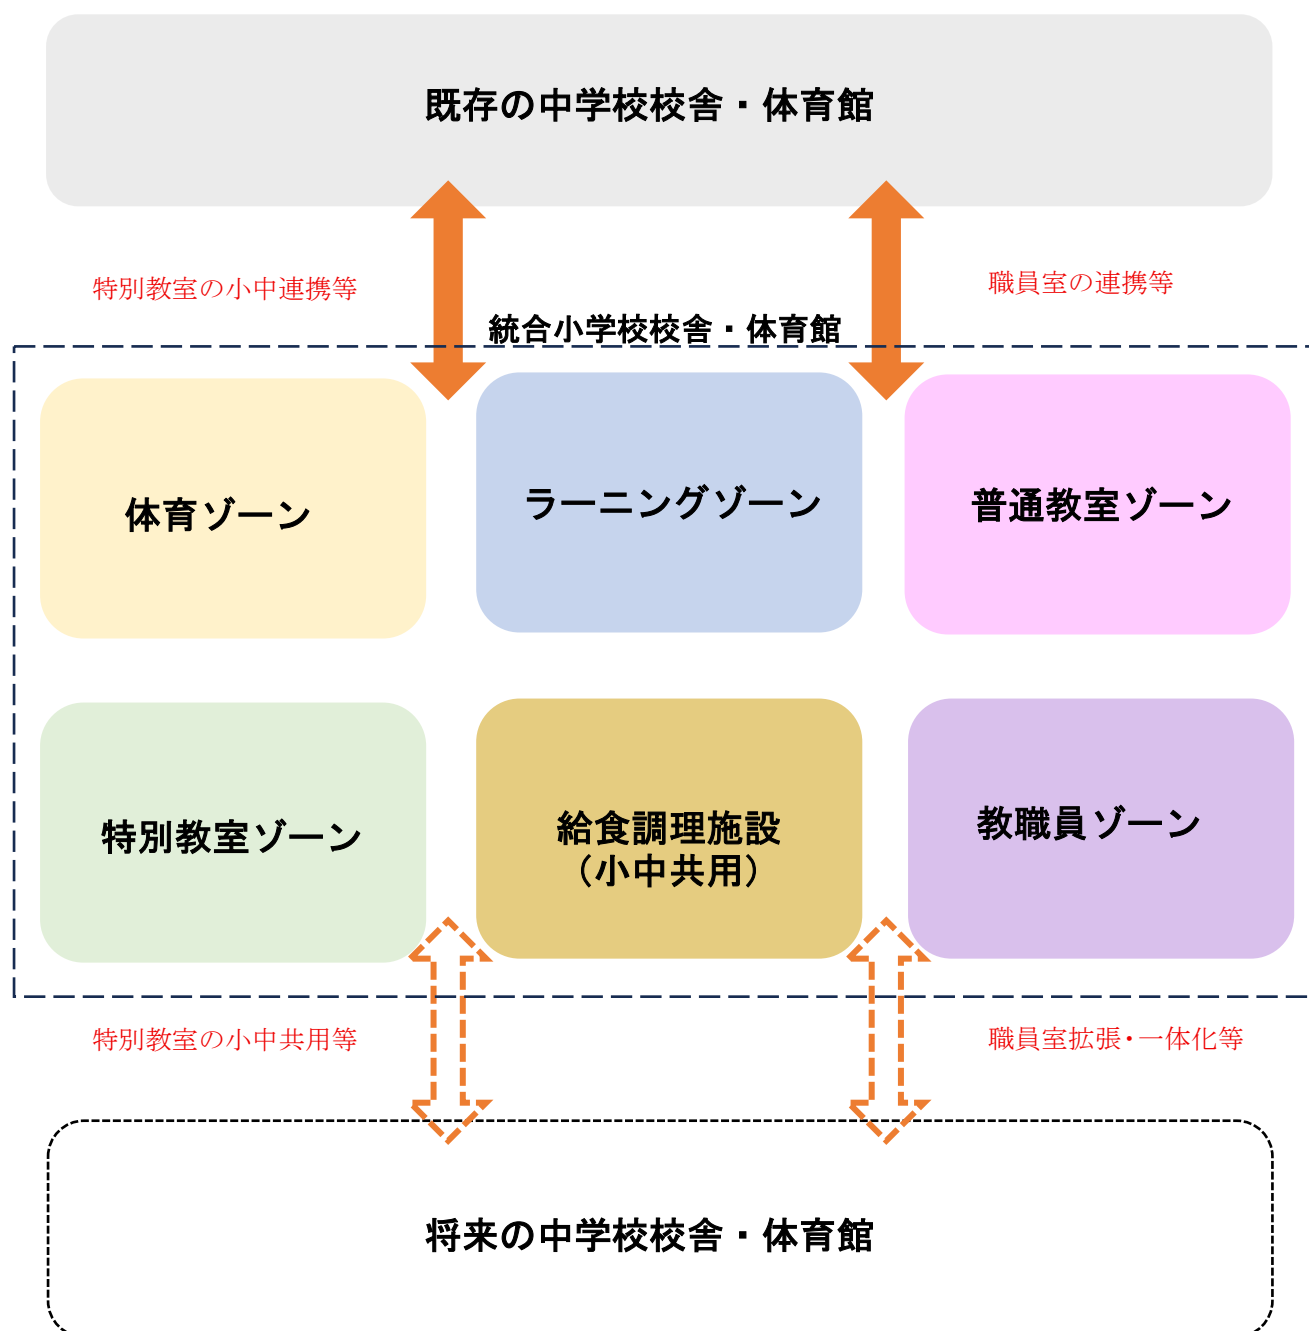 既存の中学校校舎・体育館
特別教室の小中連携等
職員室の連携等
統合小学校校舎・体育館
体育ゾーン
ラーニングゾーン
普通教室ゾーン
特別教室ゾーン
給食調理施設
（小中共用）
教職員ゾーン
特別教室の小中共用等
職員室拡張・一体化等
将来の中学校校舎・体育館